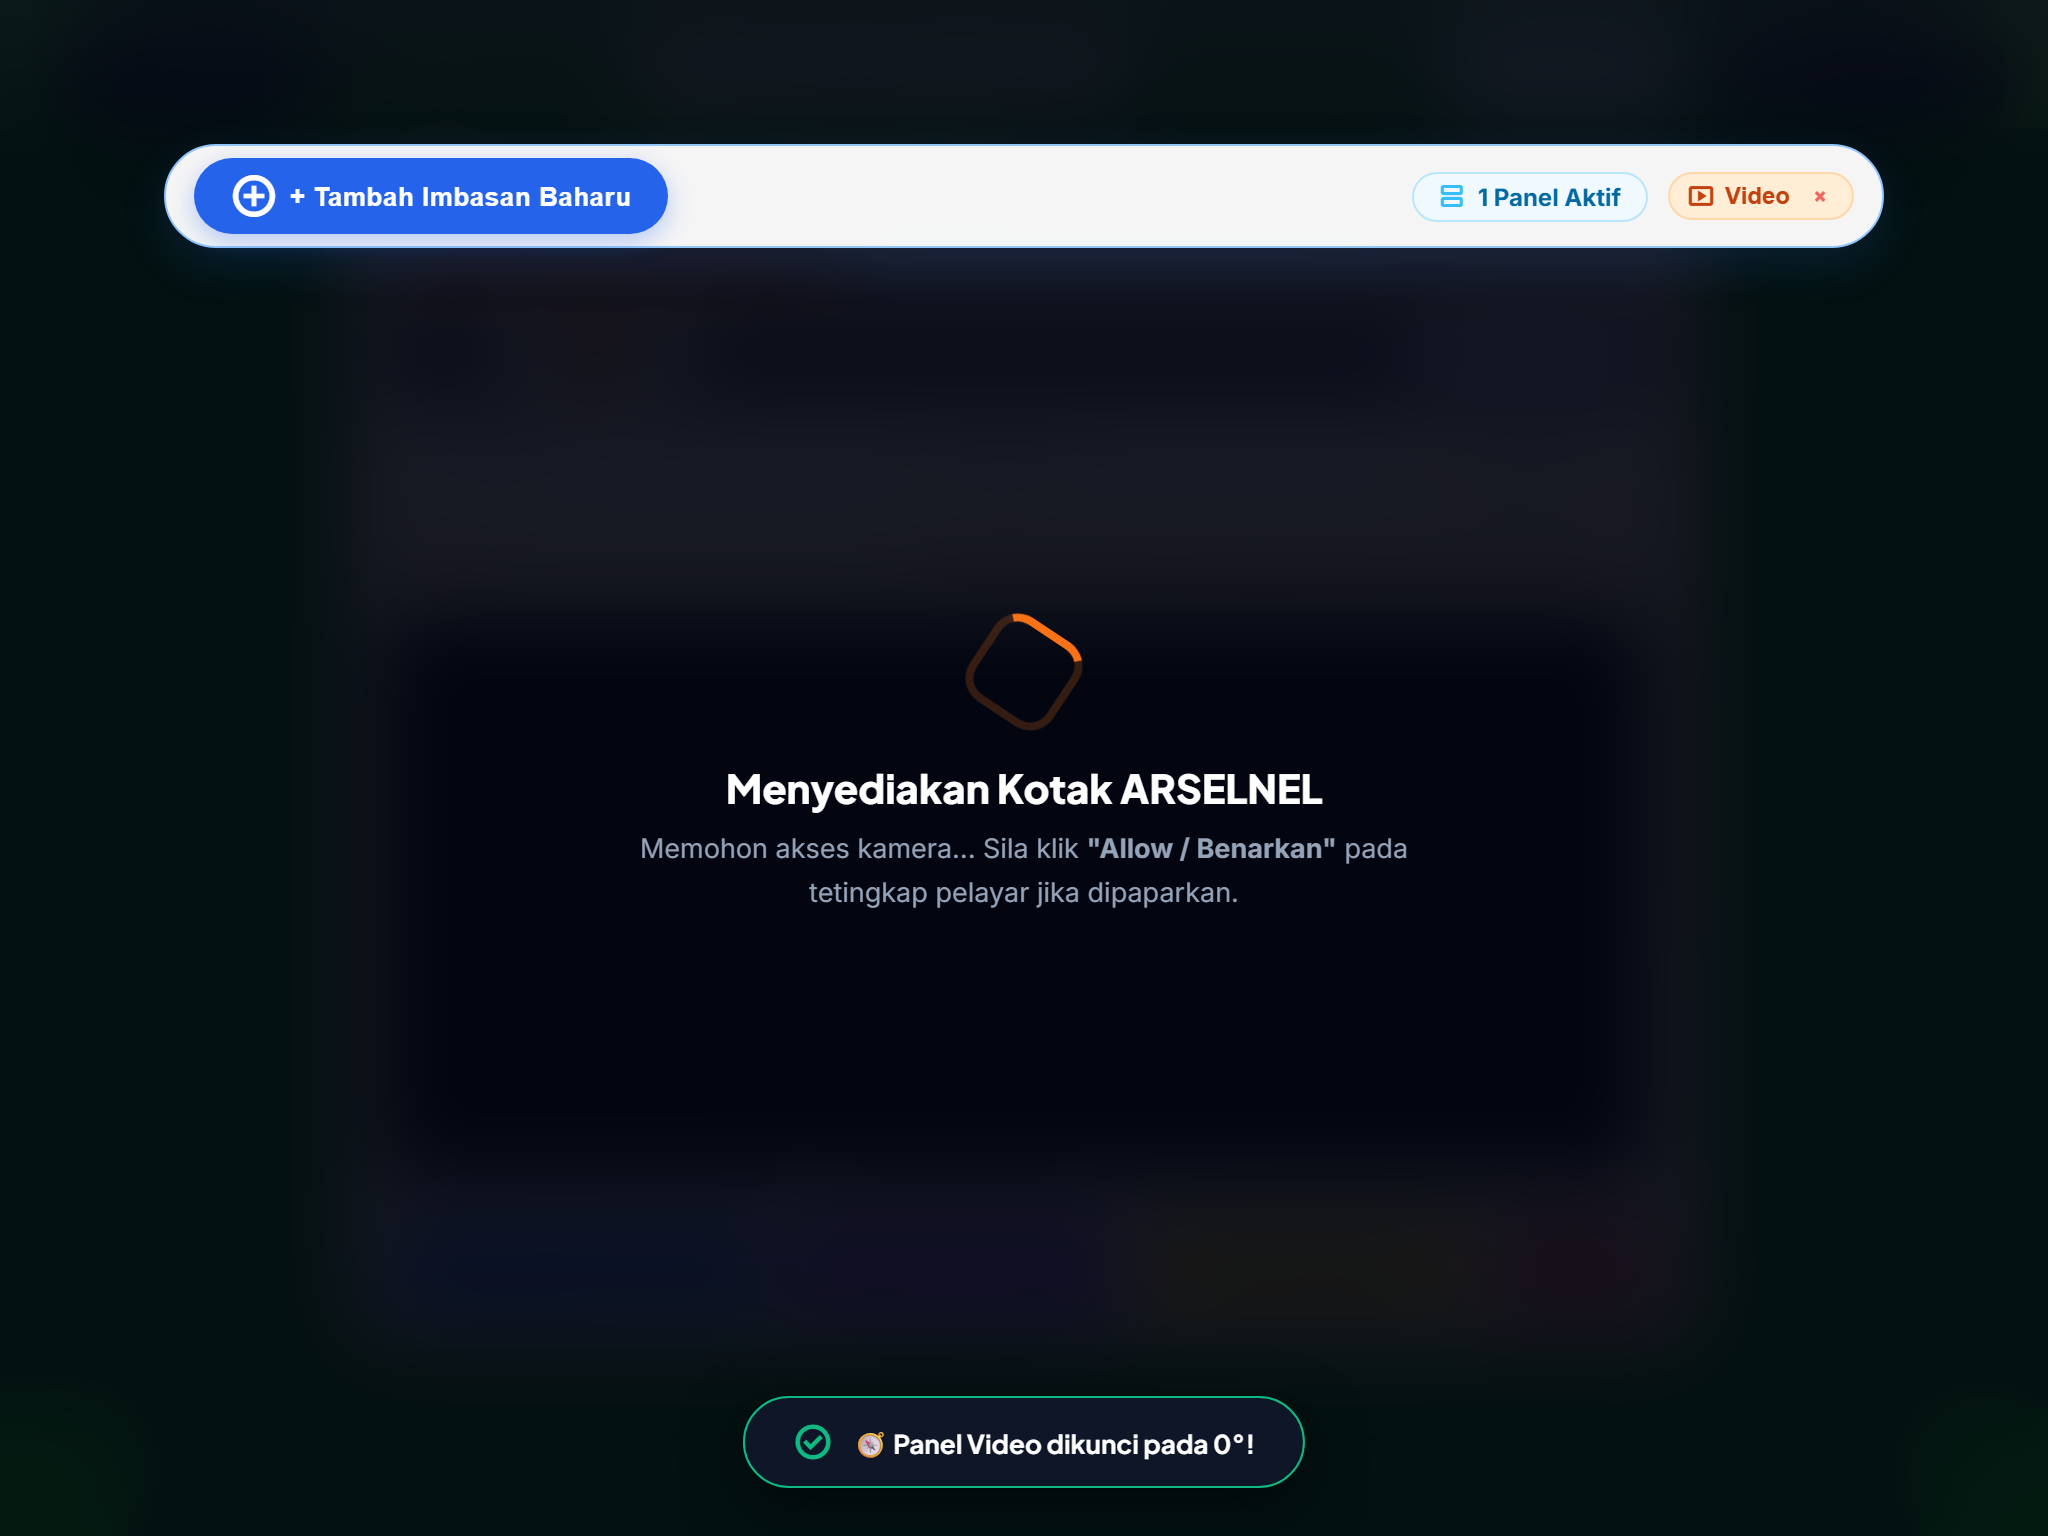 + Tambah Imbasan Baharu
1 Panel Aktif
Video ×
Menyediakan Kotak ARSELNEL
Memohon akses kamera... Sila klik "Allow / Benarkan" pada
tetingkap pelayar jika dipaparkan.
🧭 Panel Video dikunci pada 0°!